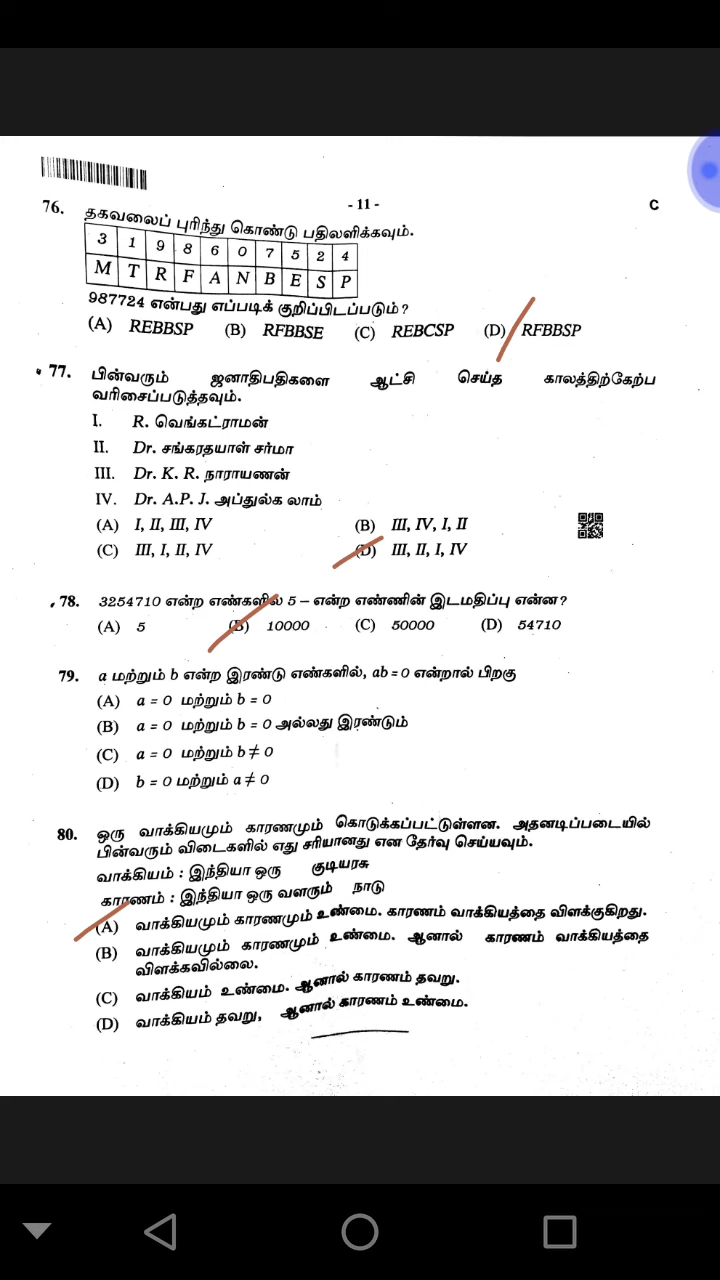 - 11 -
C
76. தகவலைப் புரிந்து கொண்டு பதிலளிக்கவும்.
3 1 9 8 6 0 7 5 2 4
M T R F A N B E S P
987724 என்பது எப்படிக் குறிப்பிடப்படும்?
(A) REBBSP (B) RFBBSE (C) REBCSP (D) RFBBSP
77. பின்வரும் ஜனாதிபதிகளை ஆட்சி செய்த காலத்திற்கேற்ப
வரிசைப்படுத்தவும்.
I. R. வெங்கட்ராமன்
II. Dr. சங்கரதயாள் சர்மா
III. Dr. K. R. நாராயணன்
IV. Dr. A.P. J. அப்துல்க லாம்
(A) I, II, III, IV (B) III, IV, I, II
(C) III, I, II, IV (D) III, II, I, IV
78. 3254710 என்ற எண்களில் 5 – என்ற எண்ணின் இடமதிப்பு என்ன?
(A) 5 (B) 10000 (C) 50000 (D) 54710
79. a மற்றும் b என்ற இரண்டு எண்களில், ab = 0 என்றால் பிறகு
(A) a = 0 மற்றும் b = 0
(B) a = 0 மற்றும் b = 0 அல்லது இரண்டும்
(C) a = 0 மற்றும் b ≠ 0
(D) b = 0 மற்றும் a ≠ 0
80. ஒரு வாக்கியமும் காரணமும் கொடுக்கப்பட்டுள்ளன. அதனடிப்படையில்
பின்வரும் விடைகளில் எது சரியானது என தேர்வு செய்யவும்.
வாக்கியம் : இந்தியா ஒரு குடியரசு
காரணம் : இந்தியா ஒரு வளரும் நாடு
(A) வாக்கியமும் காரணமும் உண்மை. காரணம் வாக்கியத்தை விளக்குகிறது.
(B) வாக்கியமும் காரணமும் உண்மை. ஆனால் காரணம் வாக்கியத்தை
விளக்கவில்லை.
(C) வாக்கியம் உண்மை. ஆனால் காரணம் தவறு.
(D) வாக்கியம் தவறு, ஆனால் காரணம் உண்மை.